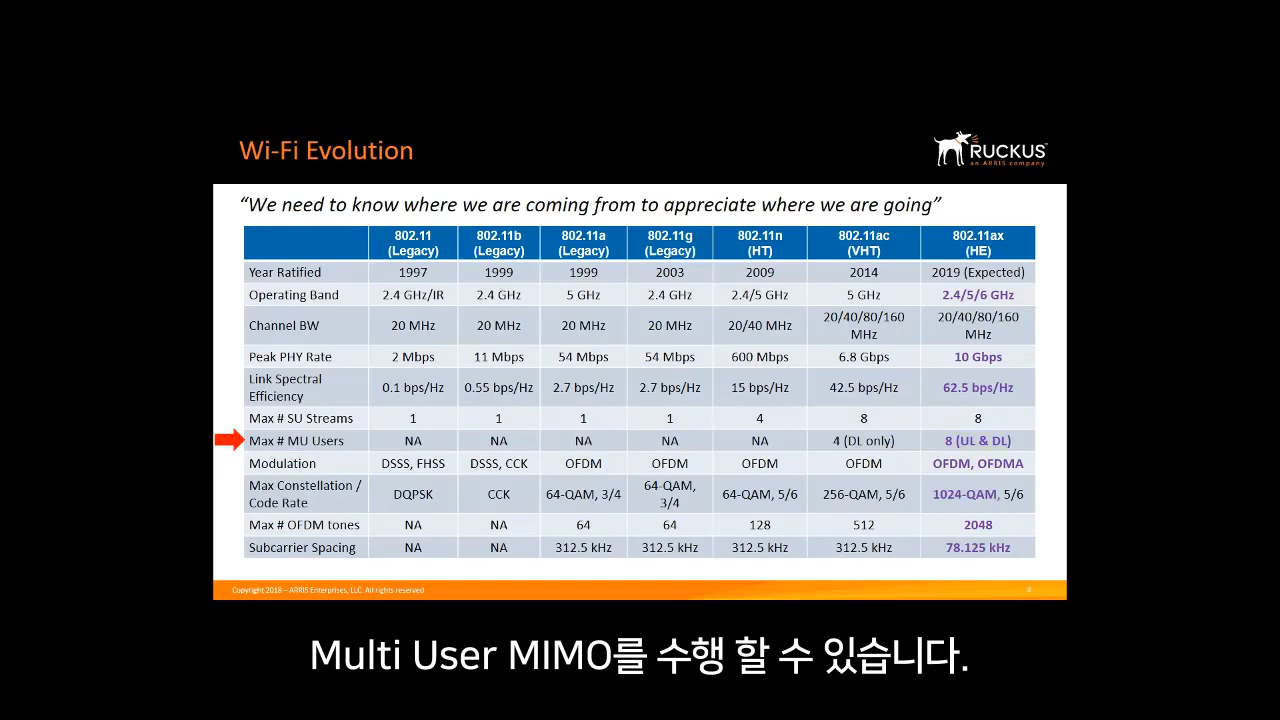 Wi-Fi Evolution
RUCKUS
an ARRIS company
“We need to know where we are coming from to appreciate where we are going”
802.11 (Legacy) 802.11b (Legacy) 802.11a (Legacy) 802.11g (Legacy) 802.11n (HT) 802.11ac (VHT) 802.11ax (HE)
Year Ratified 1997 1999 1999 2003 2009 2014 2019 (Expected)
Operating Band 2.4 GHz/IR 2.4 GHz 5 GHz 2.4 GHz 2.4/5 GHz 5 GHz 2.4/5/6 GHz
Channel BW 20 MHz 20 MHz 20 MHz 20 MHz 20/40 MHz 20/40/80/160 MHz 20/40/80/160 MHz
Peak PHY Rate 2 Mbps 11 Mbps 54 Mbps 54 Mbps 600 Mbps 6.8 Gbps 10 Gbps
Link Spectral Efficiency 0.1 bps/Hz 0.55 bps/Hz 2.7 bps/Hz 2.7 bps/Hz 15 bps/Hz 42.5 bps/Hz 62.5 bps/Hz
Max # SU Streams 1 1 1 1 4 8 8
Max # MU Users NA NA NA NA NA 4 (DL only) 8 (UL & DL)
Modulation DSSS, FHSS DSSS, CCK OFDM OFDM OFDM OFDM OFDM, OFDMA
Max Constellation / Code Rate DQPSK CCK 64-QAM, 3/4 64-QAM, 3/4 64-QAM, 5/6 256-QAM, 5/6 1024-QAM, 5/6
Max # OFDM tones NA NA 64 64 128 512 2048
Subcarrier Spacing NA NA 312.5 kHz 312.5 kHz 312.5 kHz 312.5 kHz 78.125 kHz
Copyright 2018 – ARRIS Enterprises, LLC. All rights reserved
3
Multi User MIMO를 수행 할 수 있습니다.